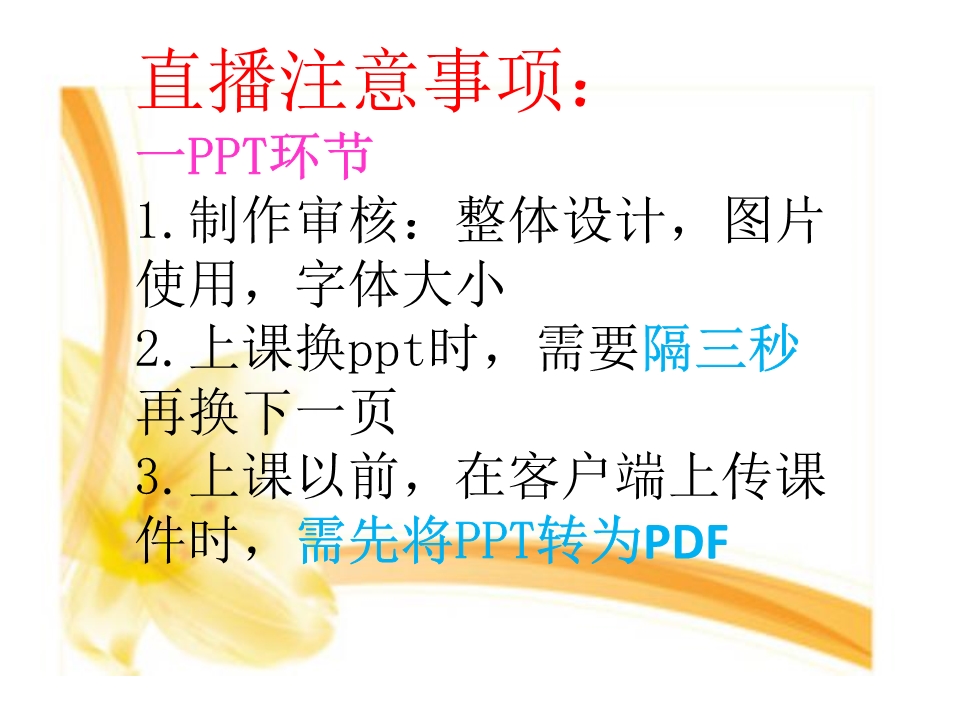 直播注意事项：
一PPT环节
1.制作审核：整体设计，图片
使用，字体大小
2.上课换ppt时，需要隔三秒
再换下一页
3.上课以前，在客户端上传课
件时，需先将PPT转为PDF